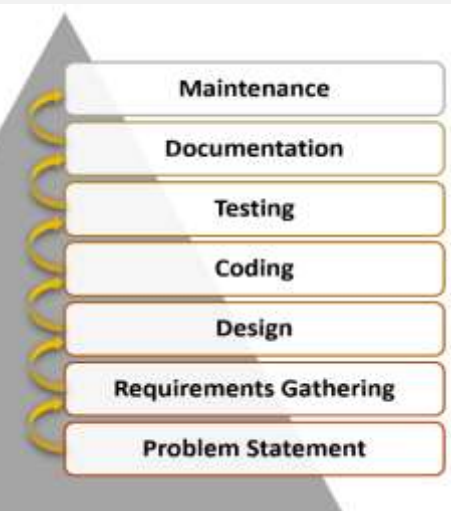 Maintenance
Documentation
Testing
Coding
Design
Requirements Gathering
Problem Statement